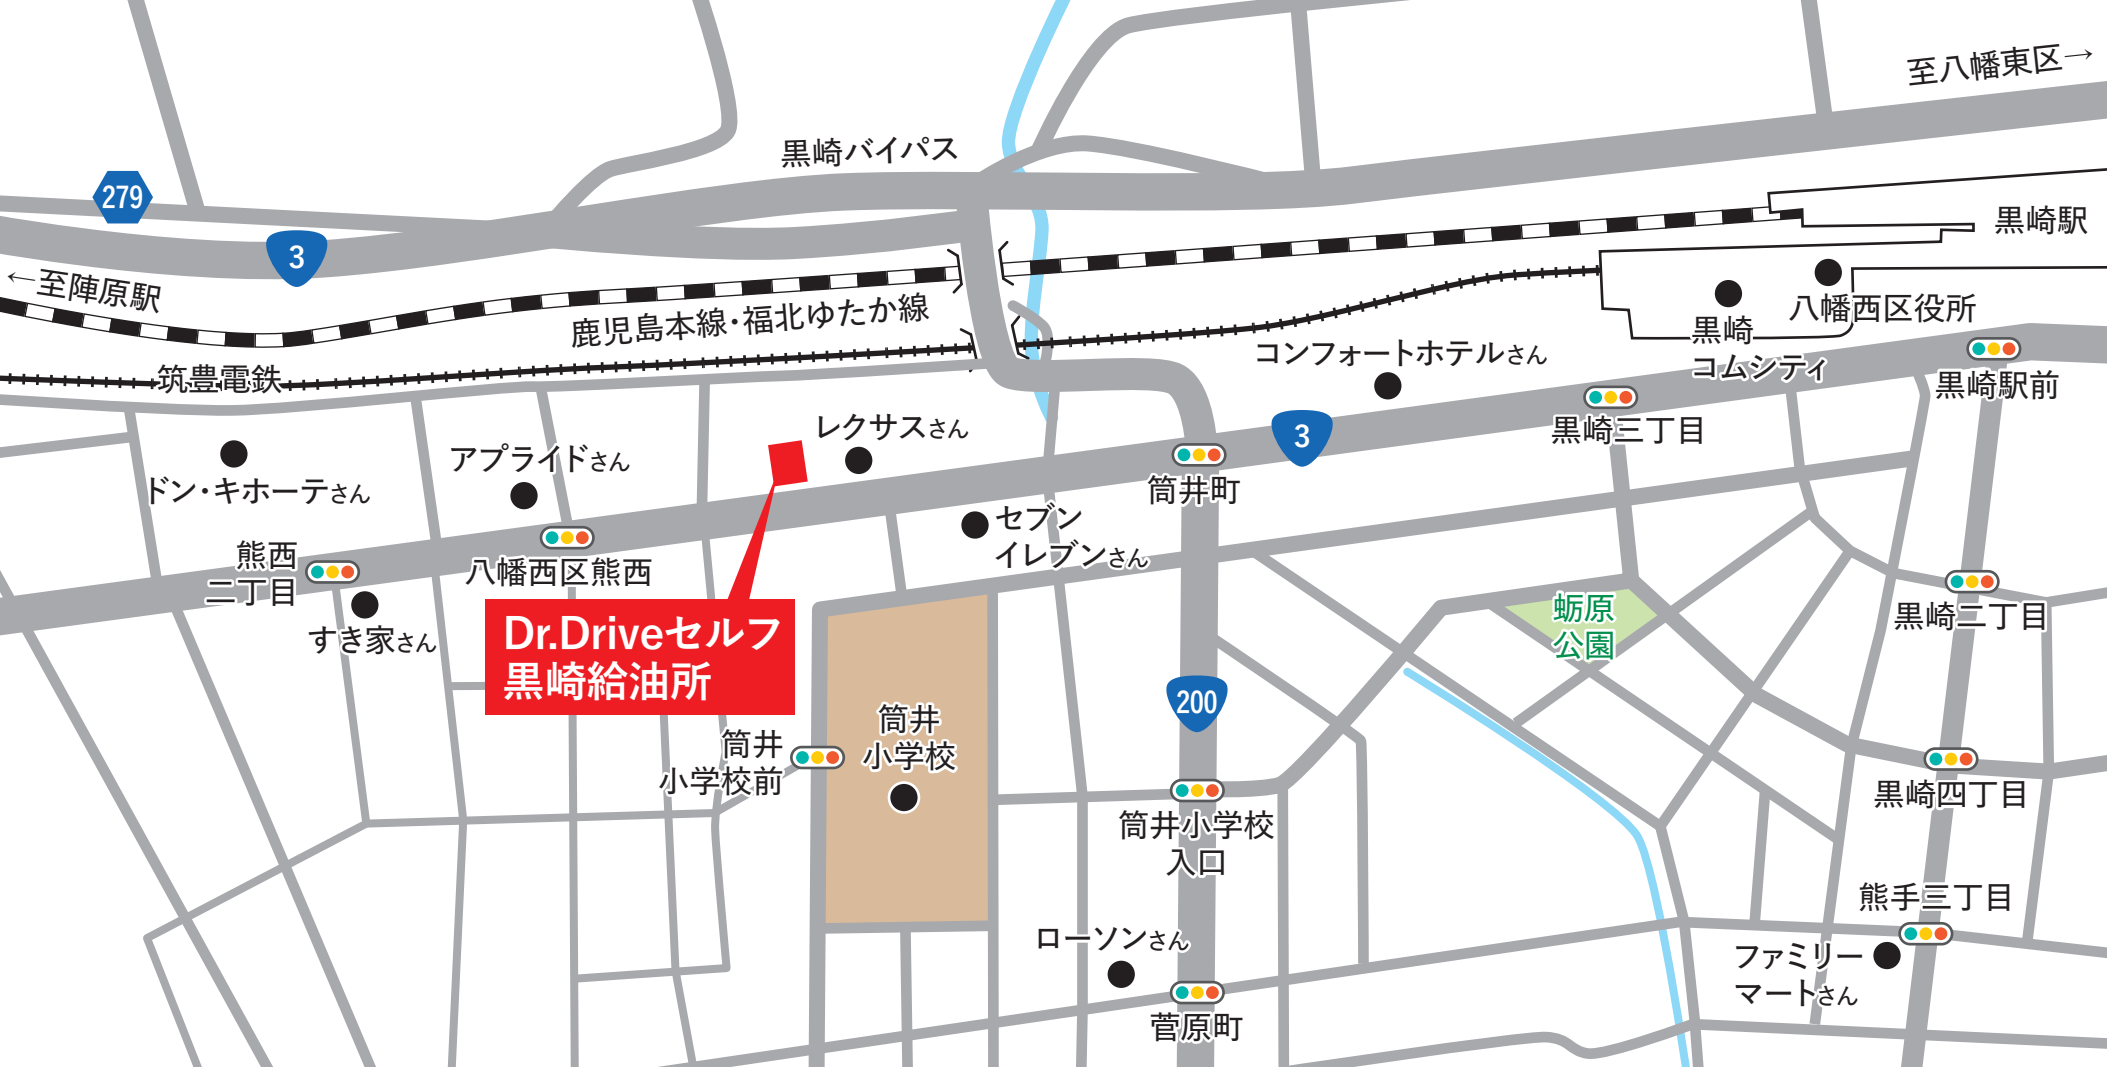 至八幡東区→
黒崎バイパス
279
3
黒崎駅
←至陣原駅
鹿児島本線・福北ゆたか線
八幡西区役所
黒崎
コムシティ
筑豊電鉄
コンフォートホテルさん
黒崎駅前
レクサスさん
3
黒崎三丁目
アプライドさん
ドン・キホーテさん
筒井町
セブン
イレブンさん
熊西
二丁目
八幡西区熊西
すき家さん
Dr.Driveセルフ
黒崎給油所
蛎原
公園
黒崎二丁目
200
筒井
小学校
筒井
小学校前
黒崎四丁目
筒井小学校
入口
熊手三丁目
ローソンさん
ファミリー
マートさん
菅原町